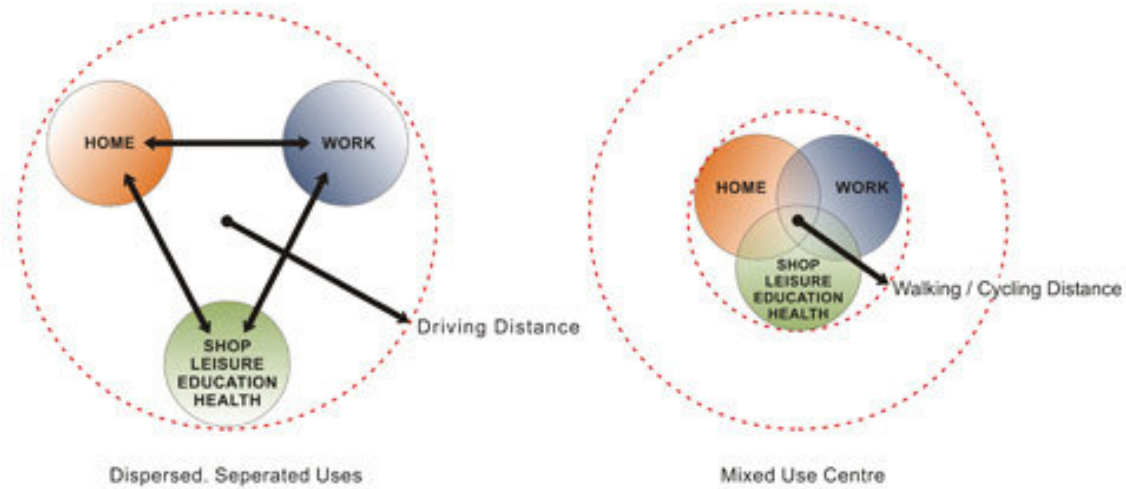 HOME
WORK
SHOP
LEISURE
EDUCATION
HEALTH
Driving Distance
Dispersed. Seperated Uses
HOME
WORK
SHOP
LEISURE
EDUCATION
HEALTH
Walking / Cycling Distance
Mixed Use Centre